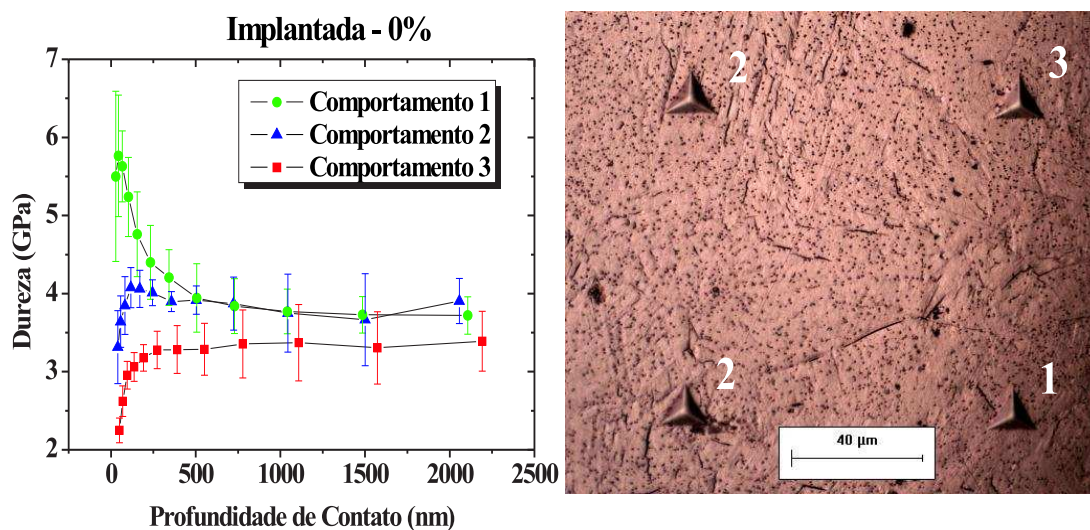 Implantada - 0%
7
6
5
4
3
2
Dureza (GPa)
Comportamento 1
Comportamento 2
Comportamento 3
0 500 1000 1500 2000 2500
Profundidade de Contato (nm)
2
3
2
1
40 µm